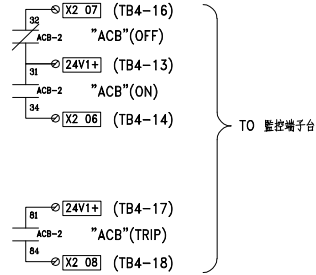 X2 07 (TB4-16)
32
ACB-2 "ACB"(OFF)
24V1+ (TB4-13)
31
ACB-2 "ACB"(ON)
34
X2 06 (TB4-14)
TO 監控端子台
24V1+ (TB4-17)
81
ACB-2 "ACB"(TRIP)
84
X2 08 (TB4-18)